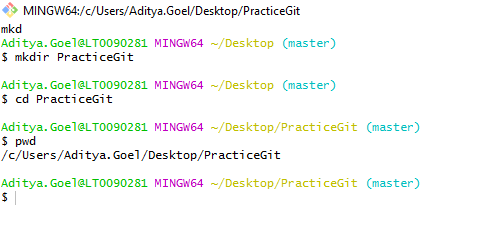 MINGW64:/c/Users/Aditya.Goel/Desktop/PracticeGit
mkd
Aditya.Goel@LT0090281 MINGW64 ~/Desktop (master)
$ mkdir PracticeGit
Aditya.Goel@LT0090281 MINGW64 ~/Desktop (master)
$ cd PracticeGit
Aditya.Goel@LT0090281 MINGW64 ~/Desktop/PracticeGit (master)
$ pwd
/c/Users/Aditya.Goel/Desktop/PracticeGit
Aditya.Goel@LT0090281 MINGW64 ~/Desktop/PracticeGit (master)
$